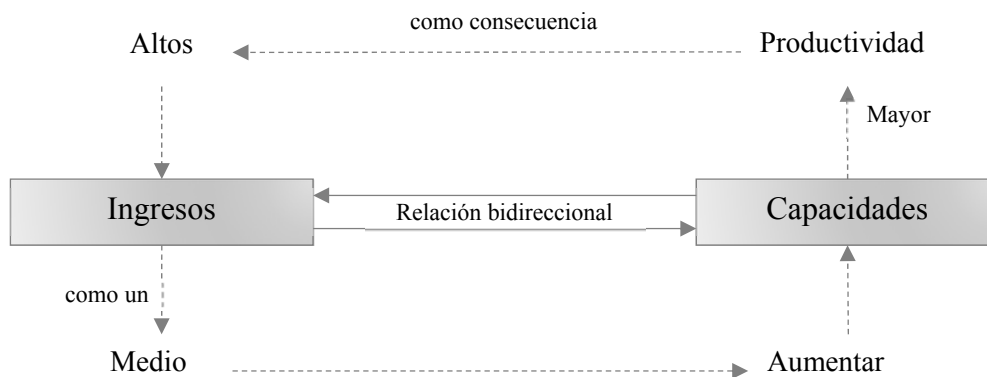 como consecuencia
Altos
Productividad
Mayor
Ingresos
Relación bidireccional
Capacidades
como un
Medio
Aumentar